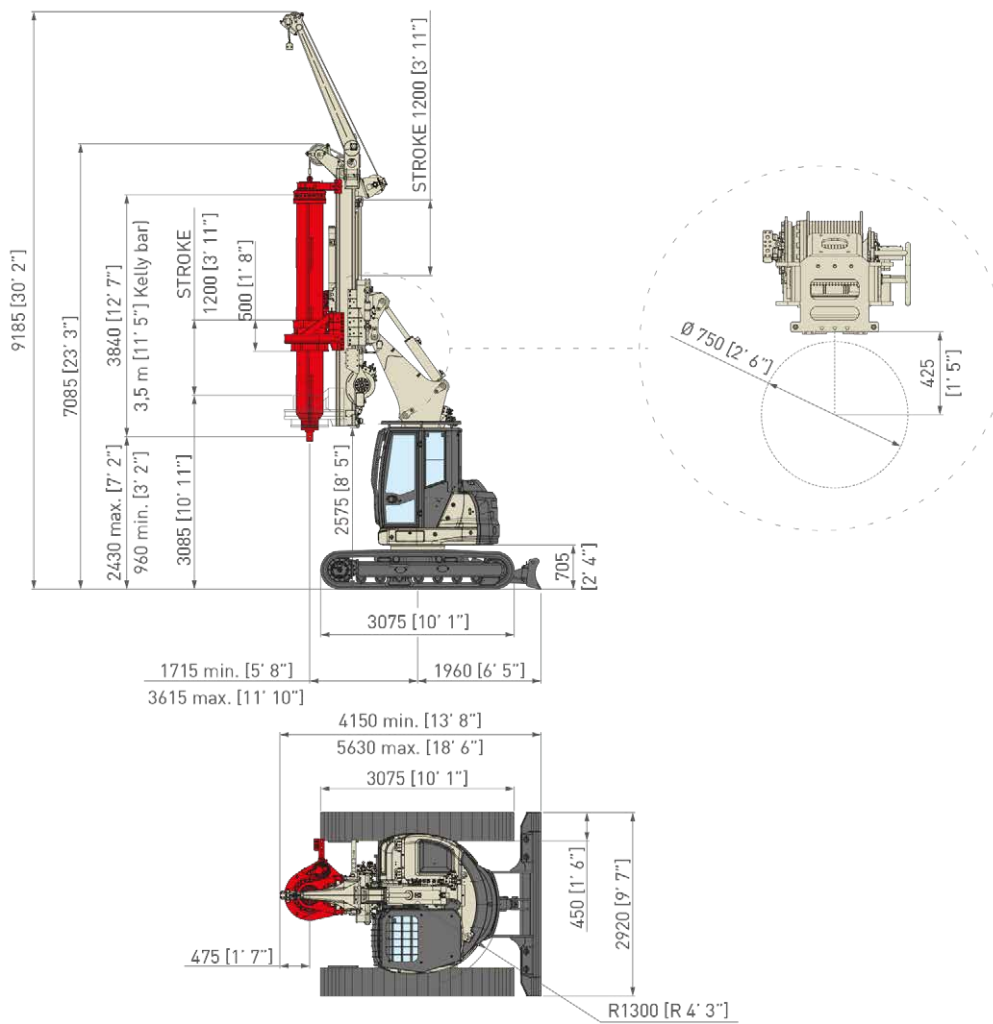 9185 [30' 2"]
7085 [23' 3"]
3840 [12' 7"]
3,5 m [11' 5"] Kelly bar)
2430 max. [7' 2"]
960 min. [3' 2"]
STROKE
1200 [3' 11"]
500 [1' 8"]
3085 [10' 11"]
STROKE 1200 [3' 11"]
2575 [8' 5"]
705
[2' 4"]
Ø 750 [2' 6"]
425
[1' 5"]
3075 [10' 1"]
1715 min. [5' 8"]
3615 max. [11' 10"]
1960 [6' 5"]
4150 min. [13' 8"]
5630 max. [18' 6"]
3075 [10' 1"]
450 [1' 6"]
2920 [9' 7"]
475 [1' 7"]
R1300 [R 4' 3"]